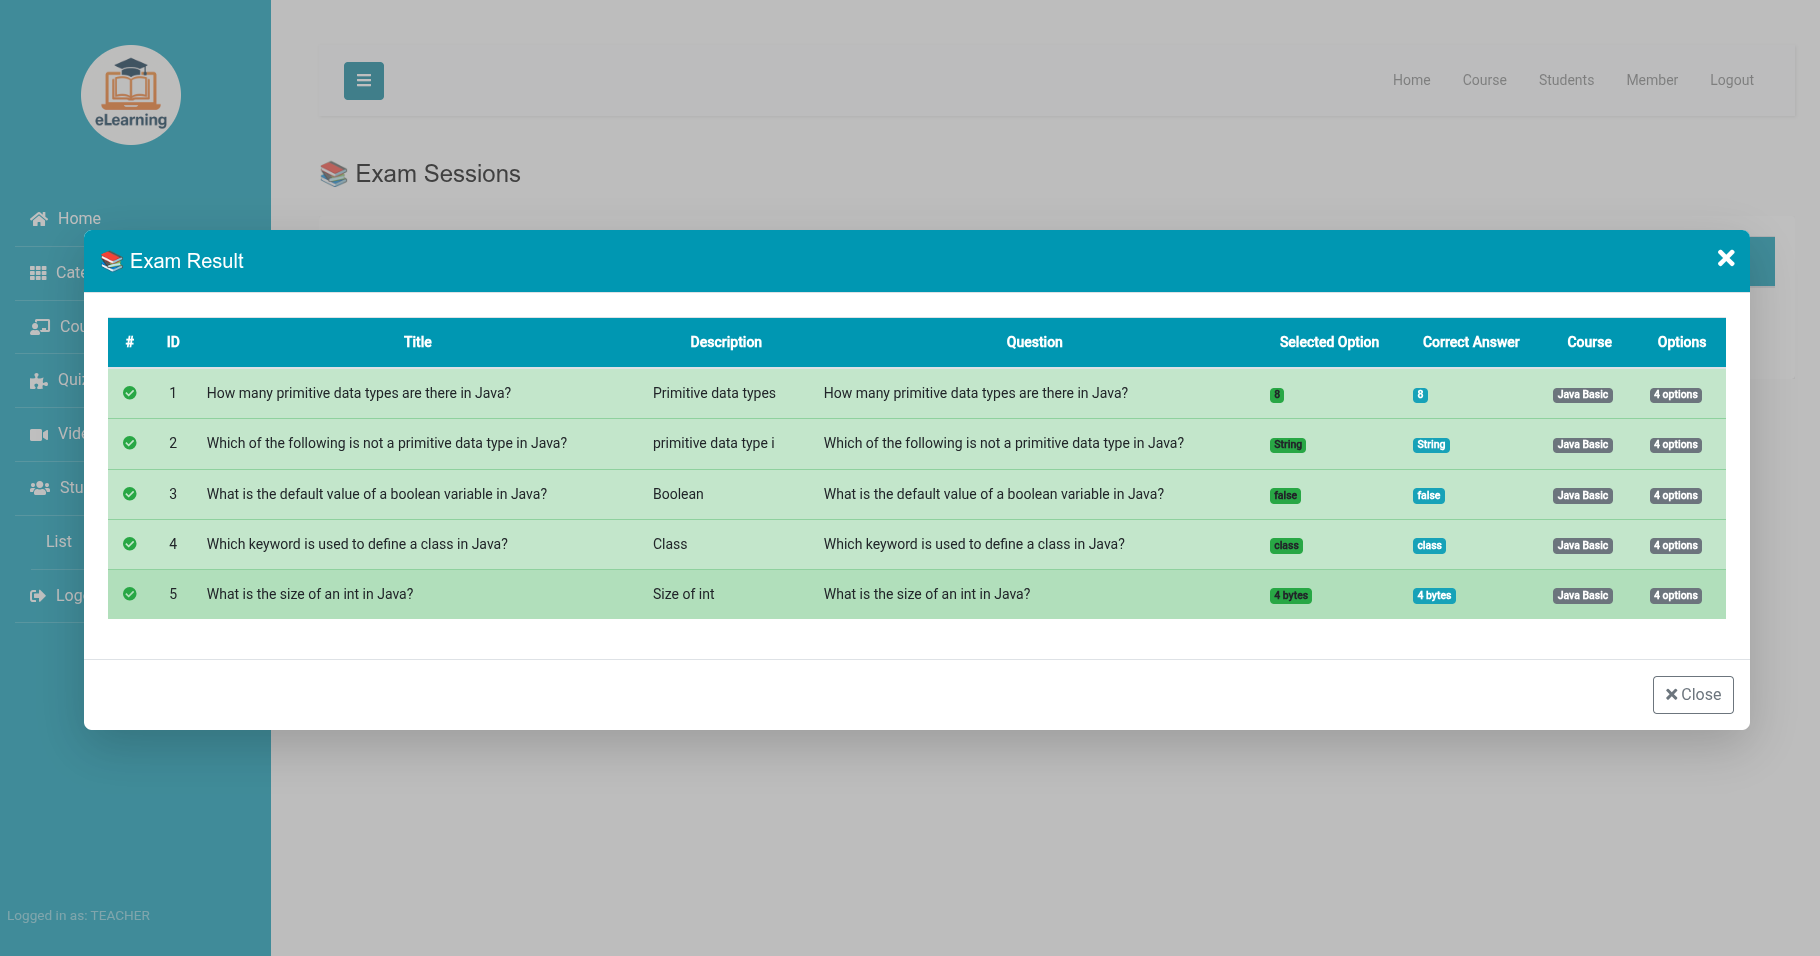 eLearning
Home
Course
Students
Member
Logout
📚 Exam Sessions
Home
Cate
Cou
Quiz
Vide
Stu
List
Log
Logged in as: TEACHER
📚 Exam Result
# ID Title Description Question Selected Option Correct Answer Course Options
1 How many primitive data types are there in Java? Primitive data types How many primitive data types are there in Java? 8 8 Java Basic 4 options
2 Which of the following is not a primitive data type in Java? primitive data type i Which of the following is not a primitive data type in Java? String String Java Basic 4 options
3 What is the default value of a boolean variable in Java? Boolean What is the default value of a boolean variable in Java? false false Java Basic 4 options
4 Which keyword is used to define a class in Java? Class Which keyword is used to define a class in Java? class class Java Basic 4 options
5 What is the size of an int in Java? Size of int What is the size of an int in Java? 4 bytes 4 bytes Java Basic 4 options
Close